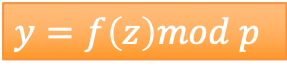 y = f(z)mod p